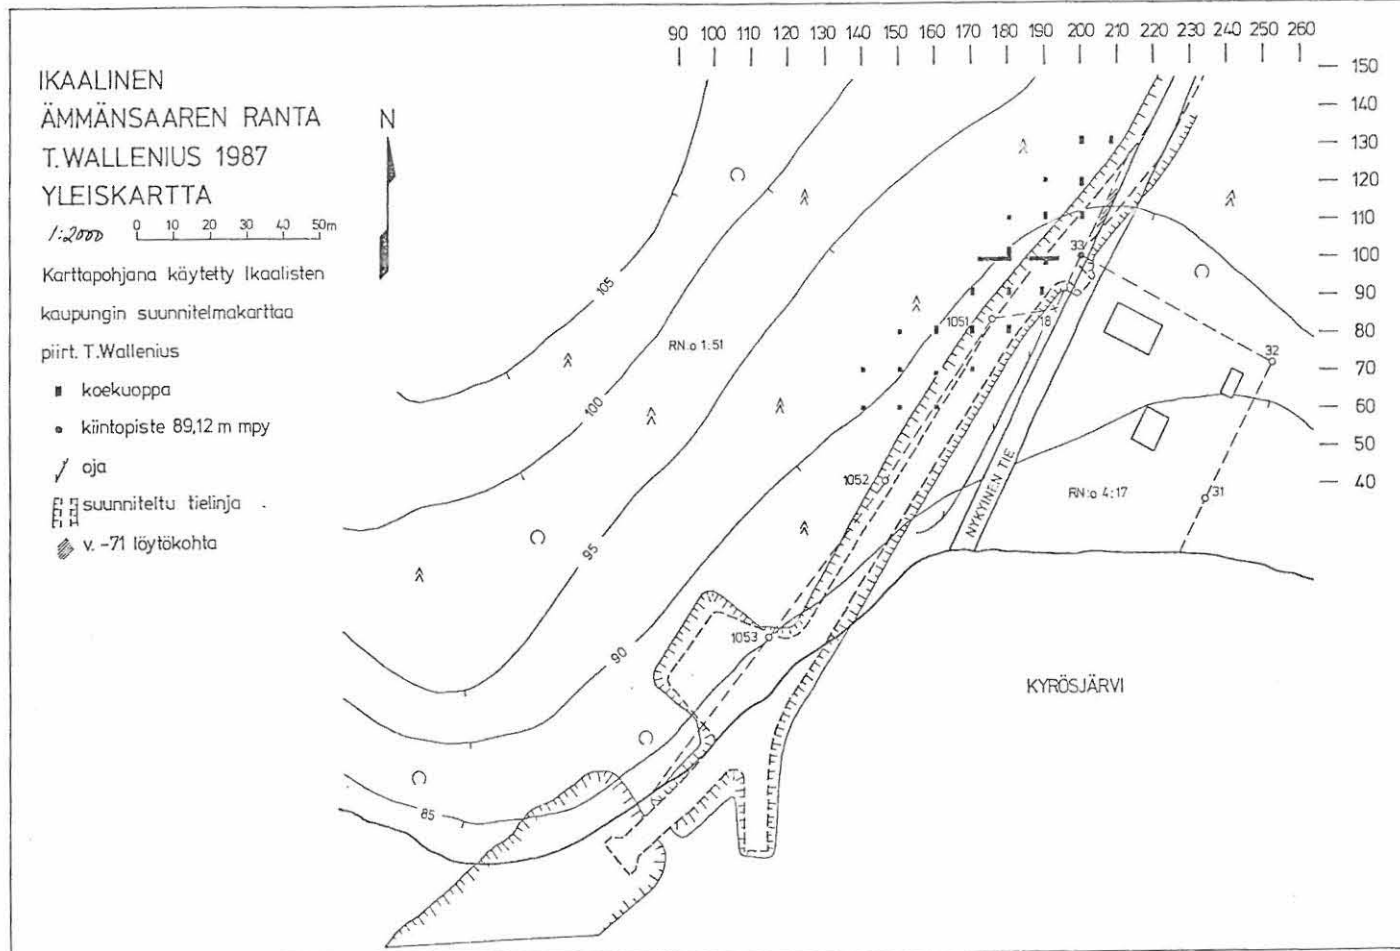 IKAALINEN
ÄMMÄNSAAREN RANTA
T.WALLENIUS 1987
YLEISKARTTA
1:2000
0 10 20 30 40 50m
Karttapohjana käytetty Ikaalisten
kaupungin suunnitelmakarttaa
piirt. T.Wallenius
koekuoppa
kiintopiste 89,12 m mpy
oja
suunniteltu tielinja
v. -71 löytökohta
N
90 100 110 120 130 140 150 160 170 180 190 200 210 220 230 240 250 260
150
140
130
120
110
100
90
80
70
60
50
40
105
100
95
90
85
RN:o 1:51
33
1051
18
32
1052
NYKYINEN TIE
RN:o 4:17
31
1053
KYRÖSJÄRVI